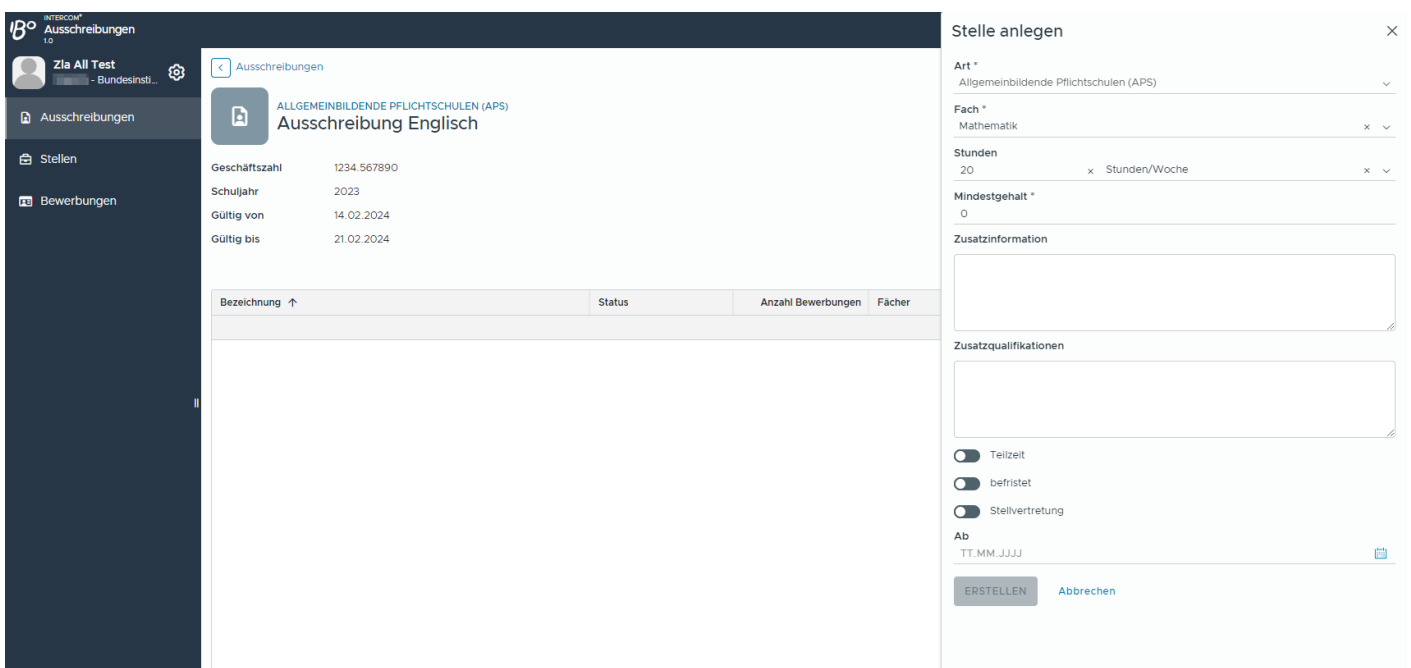 INTERCOM®
Ausschreibungen
1.0
Zla All Test
- Bundesinsti...
Ausschreibungen
Stellen
Bewerbungen
Ausschreibungen
ALLGEMEINBILDENDE PFLICHTSCHULEN (APS)
Ausschreibung Englisch
Geschäftszahl 1234.567890
Schuljahr 2023
Gültig von 14.02.2024
Gültig bis 21.02.2024
Bezeichnung Status Anzahl Bewerbungen Fächer
Stelle anlegen
Art *
Allgemeinbildende Pflichtschulen (APS)
Fach *
Mathematik
Stunden
20 Stunden/Woche
Mindestgehalt *
0
Zusatzinformation
Zusatzqualifikationen
Teilzeit
befristet
Stellvertretung
Ab
TT.MM.JJJJ
ERSTELLEN Abbrechen